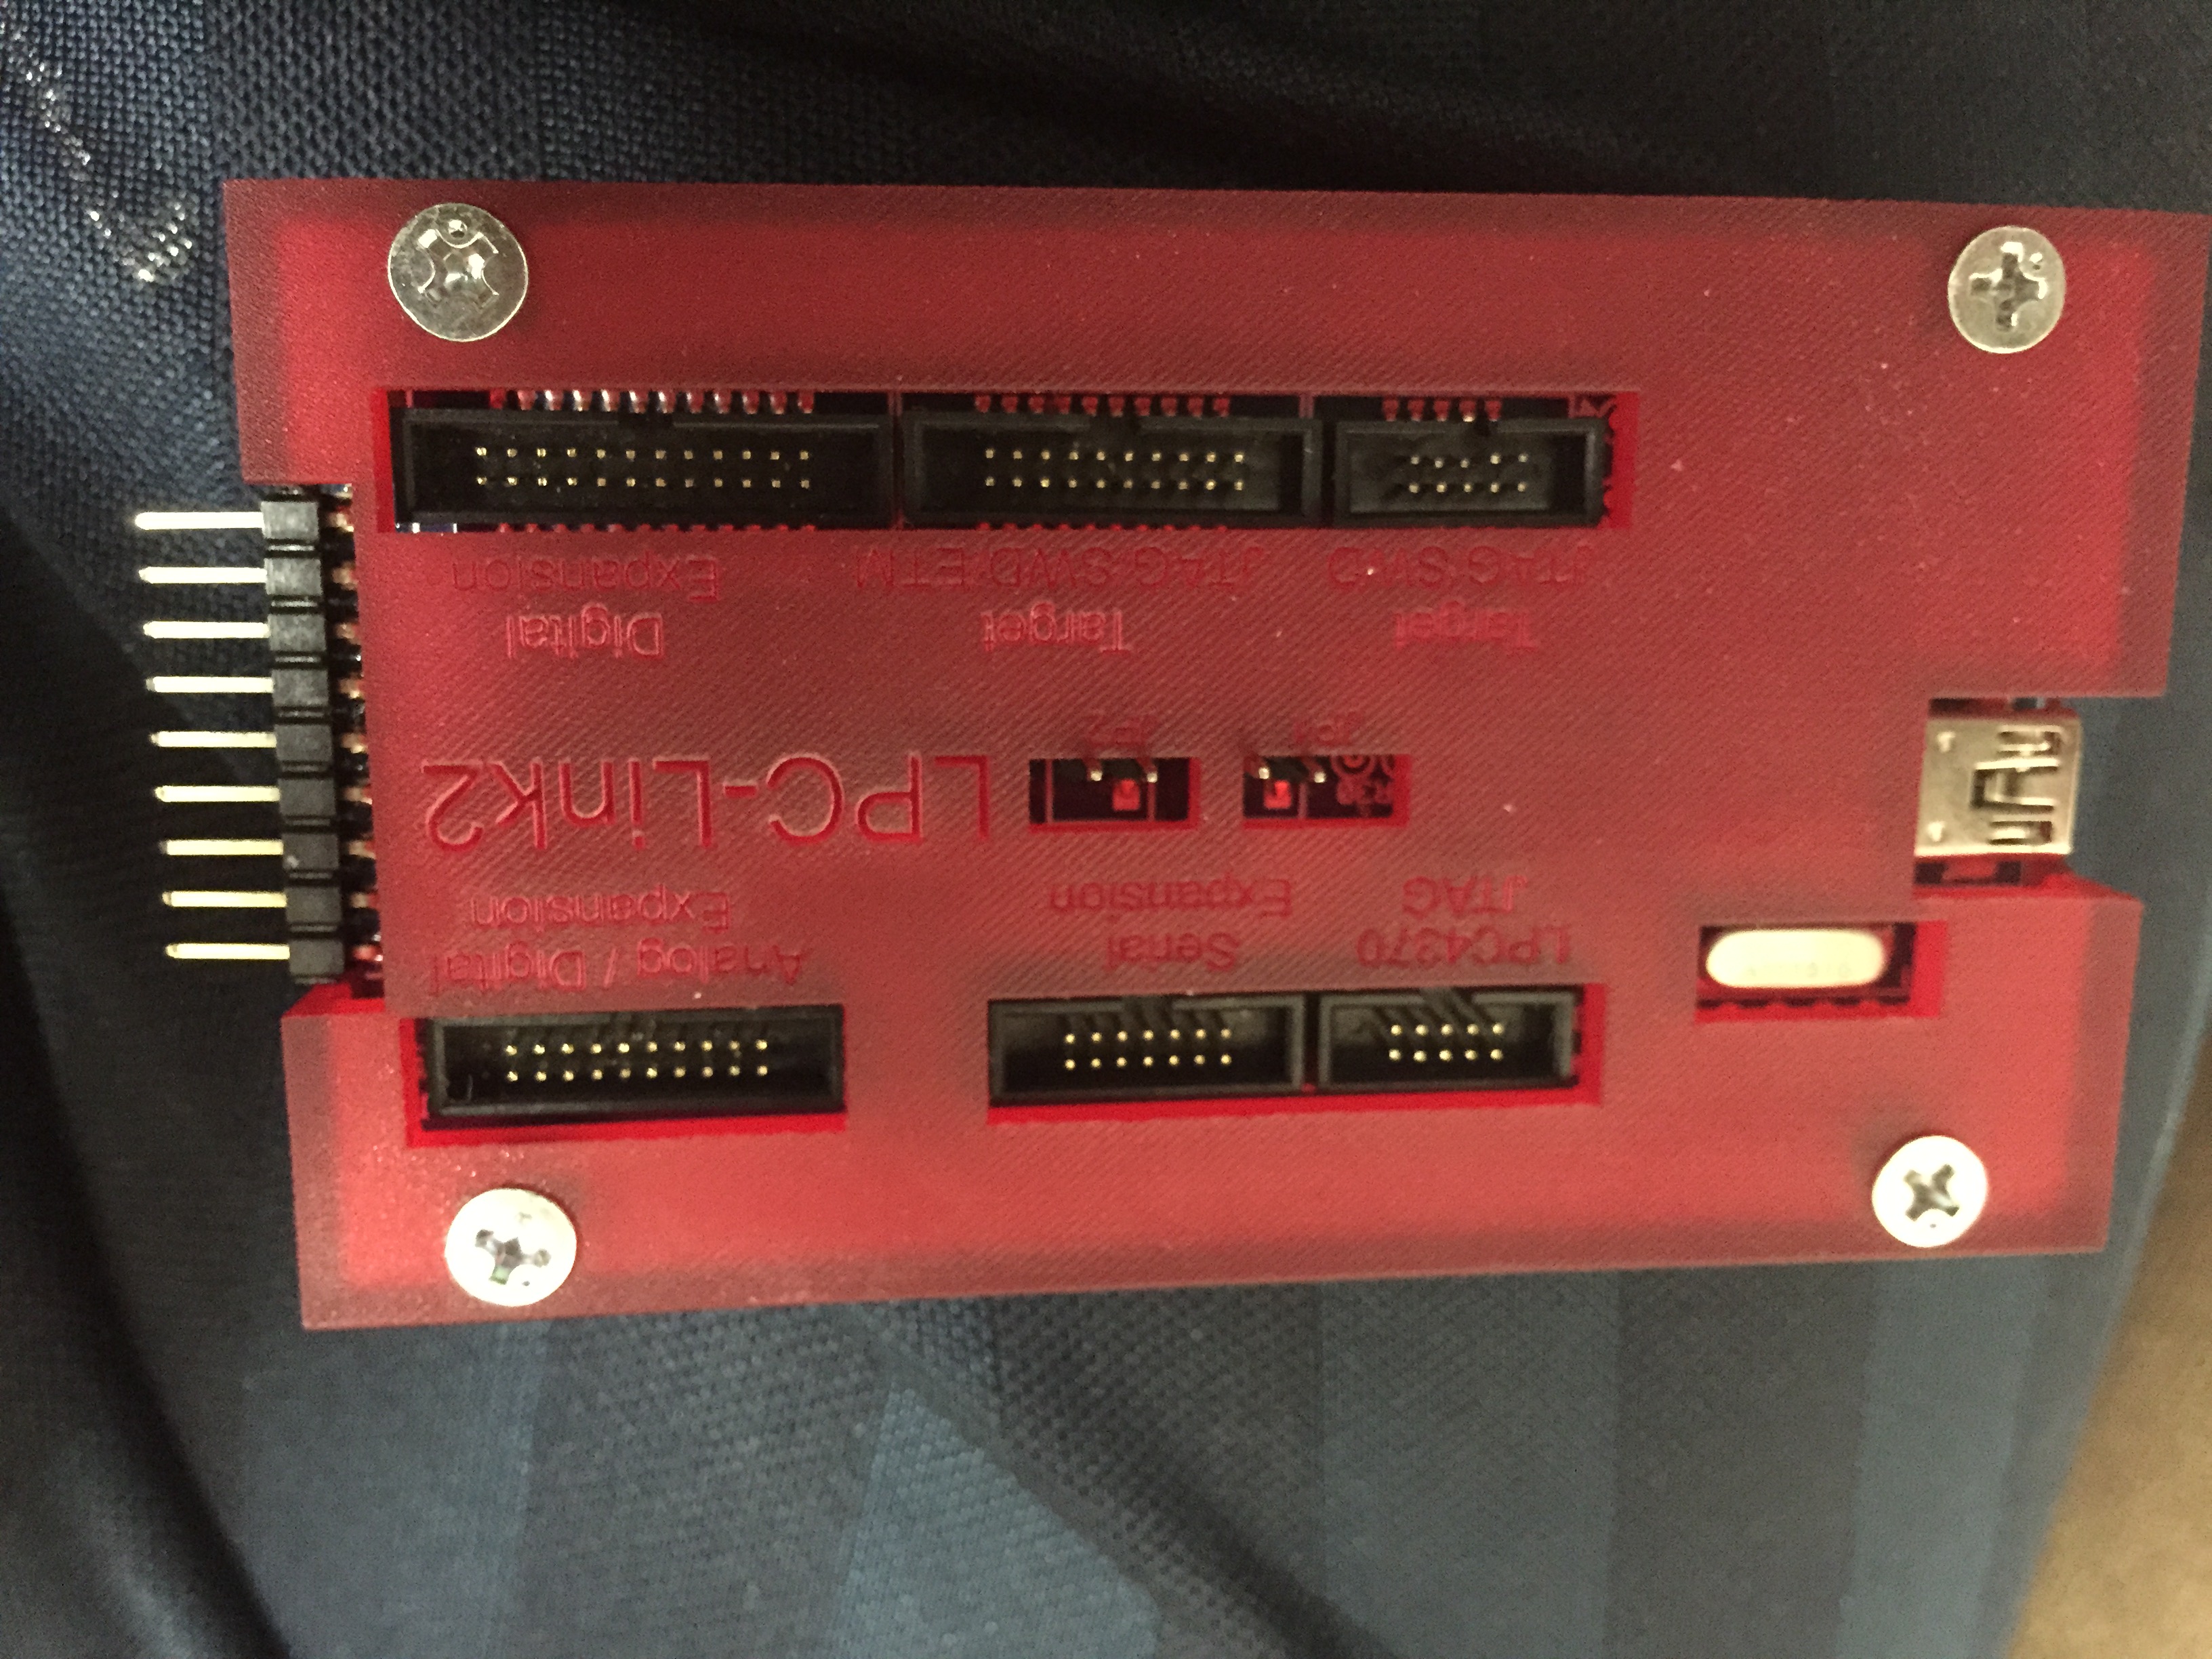 Analog / Digital
Expansion
Serial
Expansion
LPC4370
JTAG
LPC-Link2
JP2
JP1
Digital
Expansion
Target
JTAG-SWD-ETM
Target
JTAG-SWD